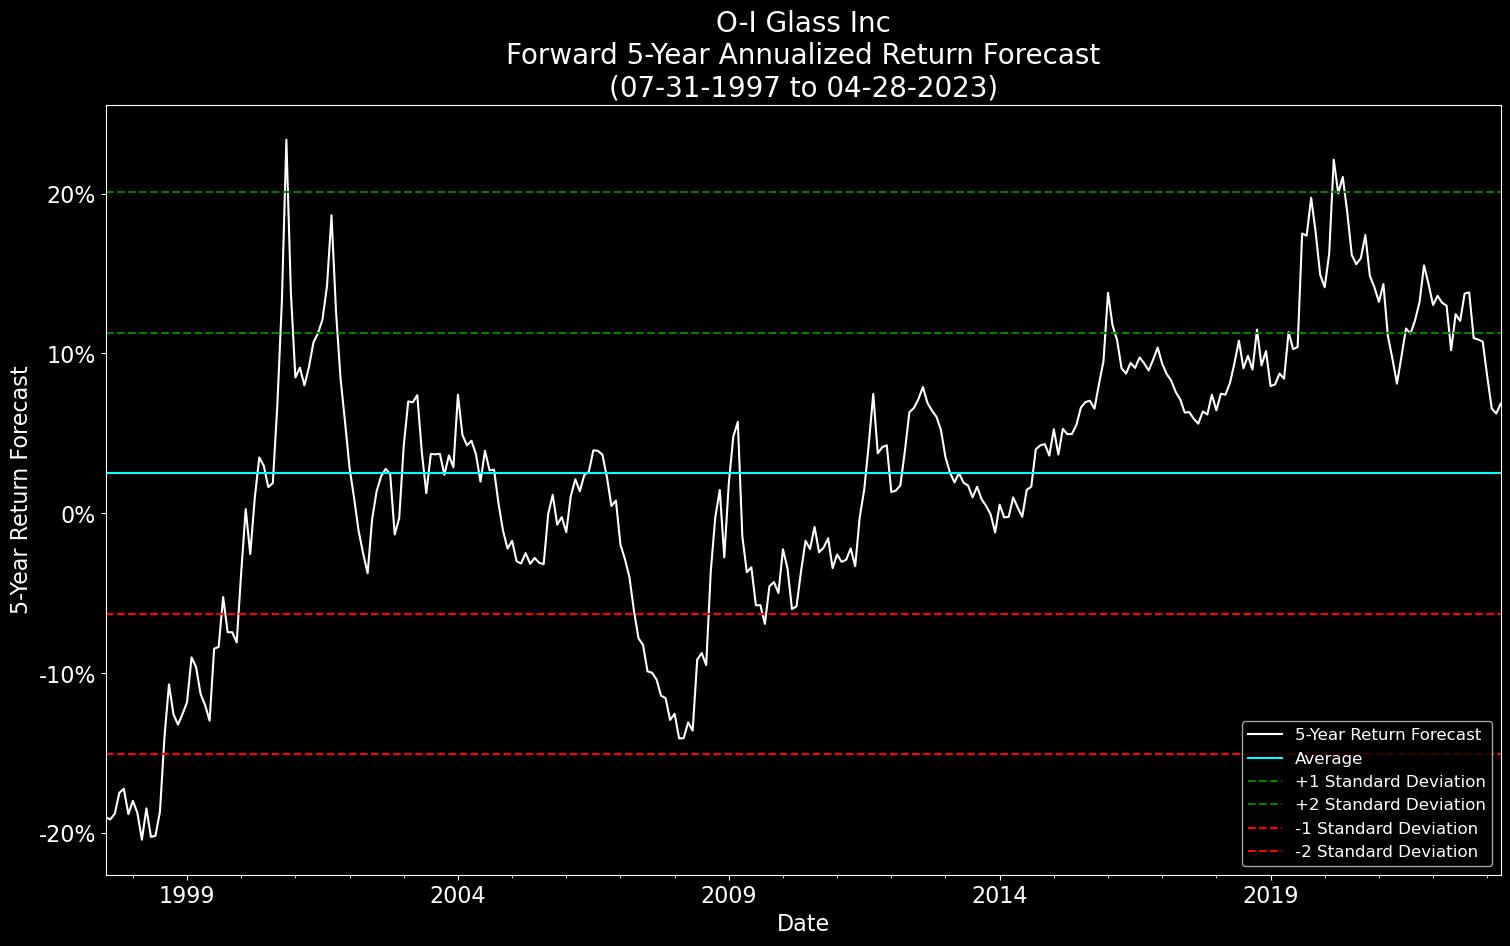 O-I Glass Inc
Forward 5-Year Annualized Return Forecast
(07-31-1997 to 04-28-2023)
5-Year Return Forecast
20%
10%
0%
-10%
-20%
1999
2004
2009
2014
2019
Date
5-Year Return Forecast
Average
+1 Standard Deviation
+2 Standard Deviation
-1 Standard Deviation
-2 Standard Deviation